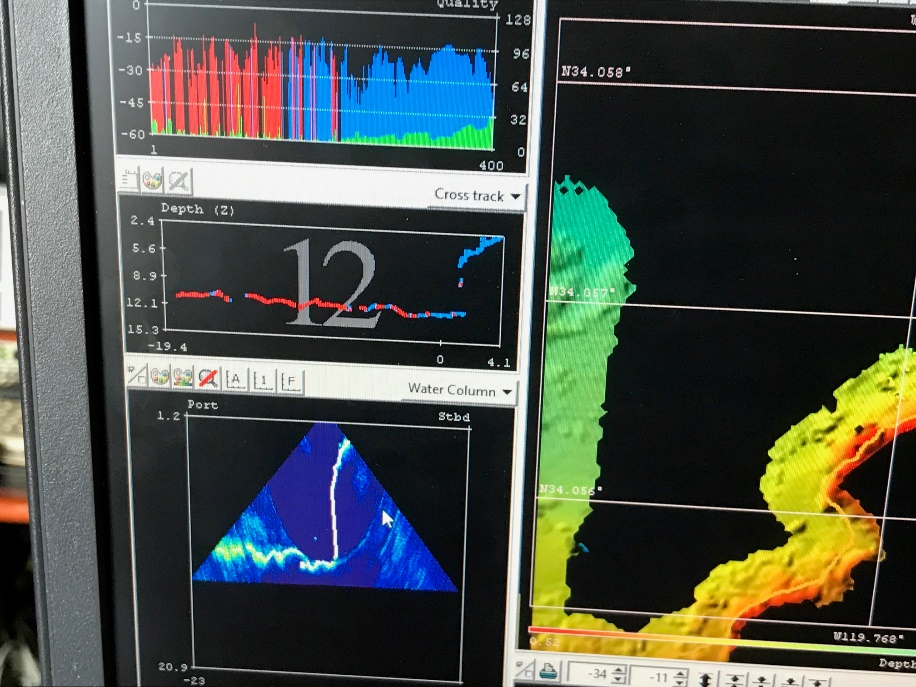 Quality
0
128
-15
96
-30
64
-45
32
-60
0
1
400
Cross track
Depth (Z)
2.4
5.6
8.9
12.1
15.3
12
-19.4
0
4.1
A
1
F
Water Column
Port
Stbd
1.2
20.9
-23
N34.058°
N34.057°
N34.056°
W119.768°
0.52
Depth
-34
-11